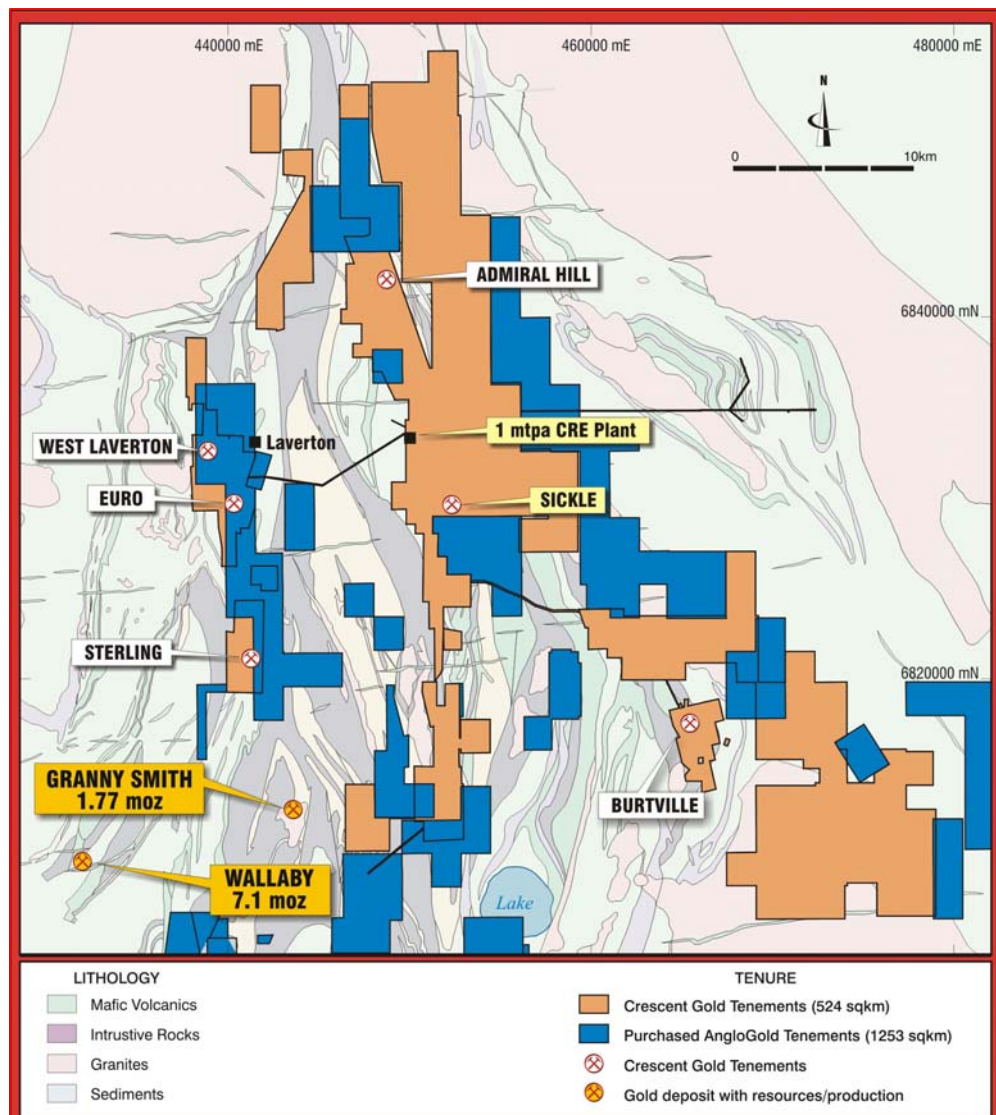 440000 mE
460000 mE
480000 mE
N
0
10km
ADMIRAL HILL
6840000 mN
1 mtpa CRE Plant
WEST LAVERTON
Laverton
EURO
SICKLE
STERLING
6820000 mN
GRANNY SMITH
1.77 moz
BURTVILLE
WALLABY
7.1 moz
Lake
LITHOLOGY
Mafic Volcanics
Intrustive Rocks
Granites
Sediments
TENURE
Crescent Gold Tenements (524 sqkm)
Purchased AngloGold Tenements (1253 sqkm)
Crescent Gold Tenements
Gold deposit with resources/production